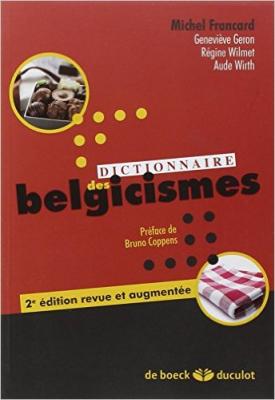 Michel Francard
Geneviève Geron
Régine Wilmet
Aude Wirth
DICTIONNAIRE
des
belgicismes
Préface de
Bruno Coppens
2e édition revue et augmentée
de boeck duculot